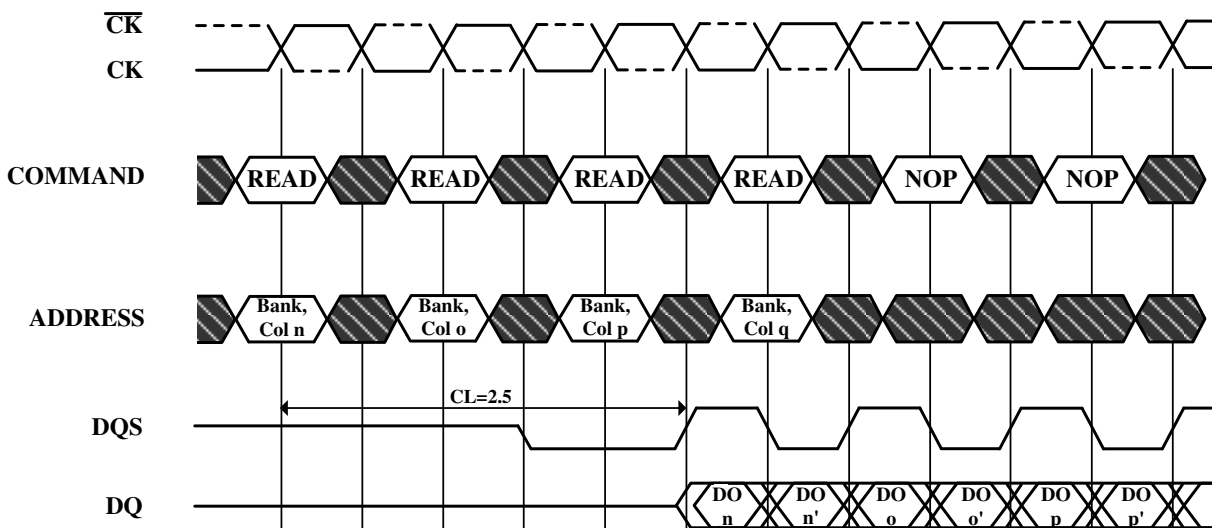 CK
CK
COMMAND READ READ READ READ NOP NOP
ADDRESS Bank, Col n Bank, Col o Bank, Col p Bank, Col q
CL=2.5
DQS
DQ DO n DO n' DO o DO o' DO p DO p'